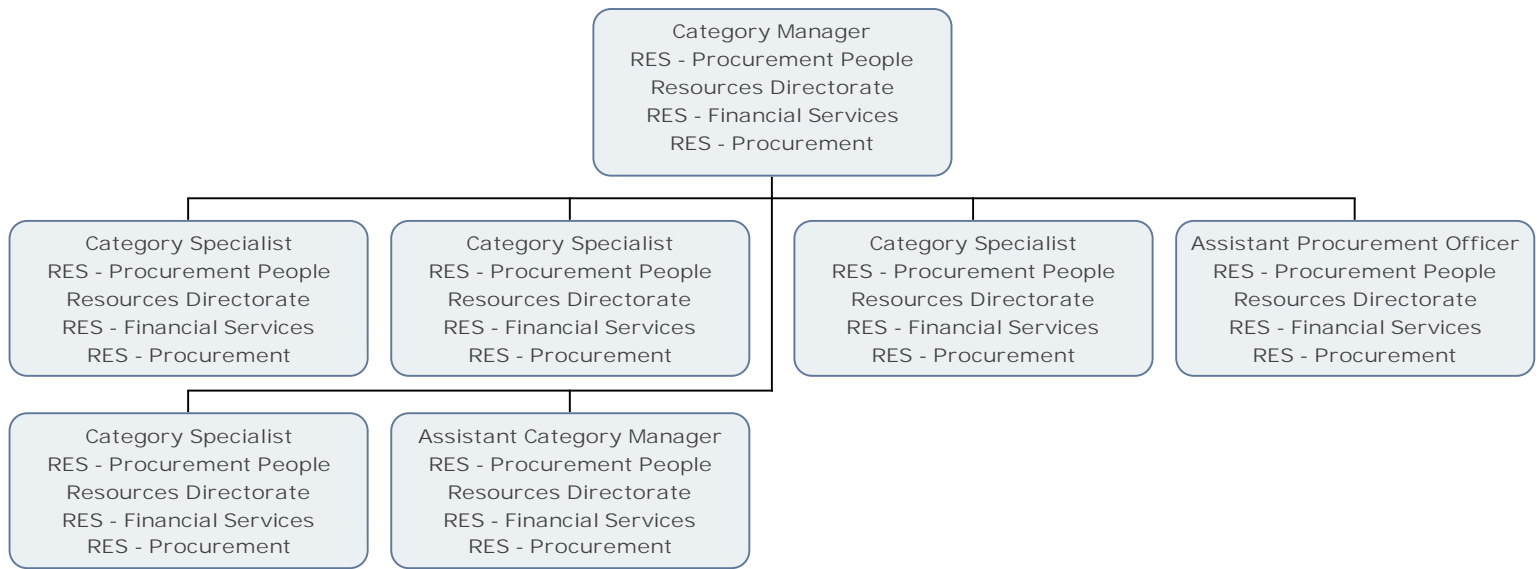 Category Manager
RES - Procurement People
Resources Directorate
RES - Financial Services
RES - Procurement
Category Specialist
RES - Procurement People
Resources Directorate
RES - Financial Services
RES - Procurement
Category Specialist
RES - Procurement People
Resources Directorate
RES - Financial Services
RES - Procurement
Category Specialist
RES - Procurement People
Resources Directorate
RES - Financial Services
RES - Procurement
Assistant Procurement Officer
RES - Procurement People
Resources Directorate
RES - Financial Services
RES - Procurement
Category Specialist
RES - Procurement People
Resources Directorate
RES - Financial Services
RES - Procurement
Assistant Category Manager
RES - Procurement People
Resources Directorate
RES - Financial Services
RES - Procurement